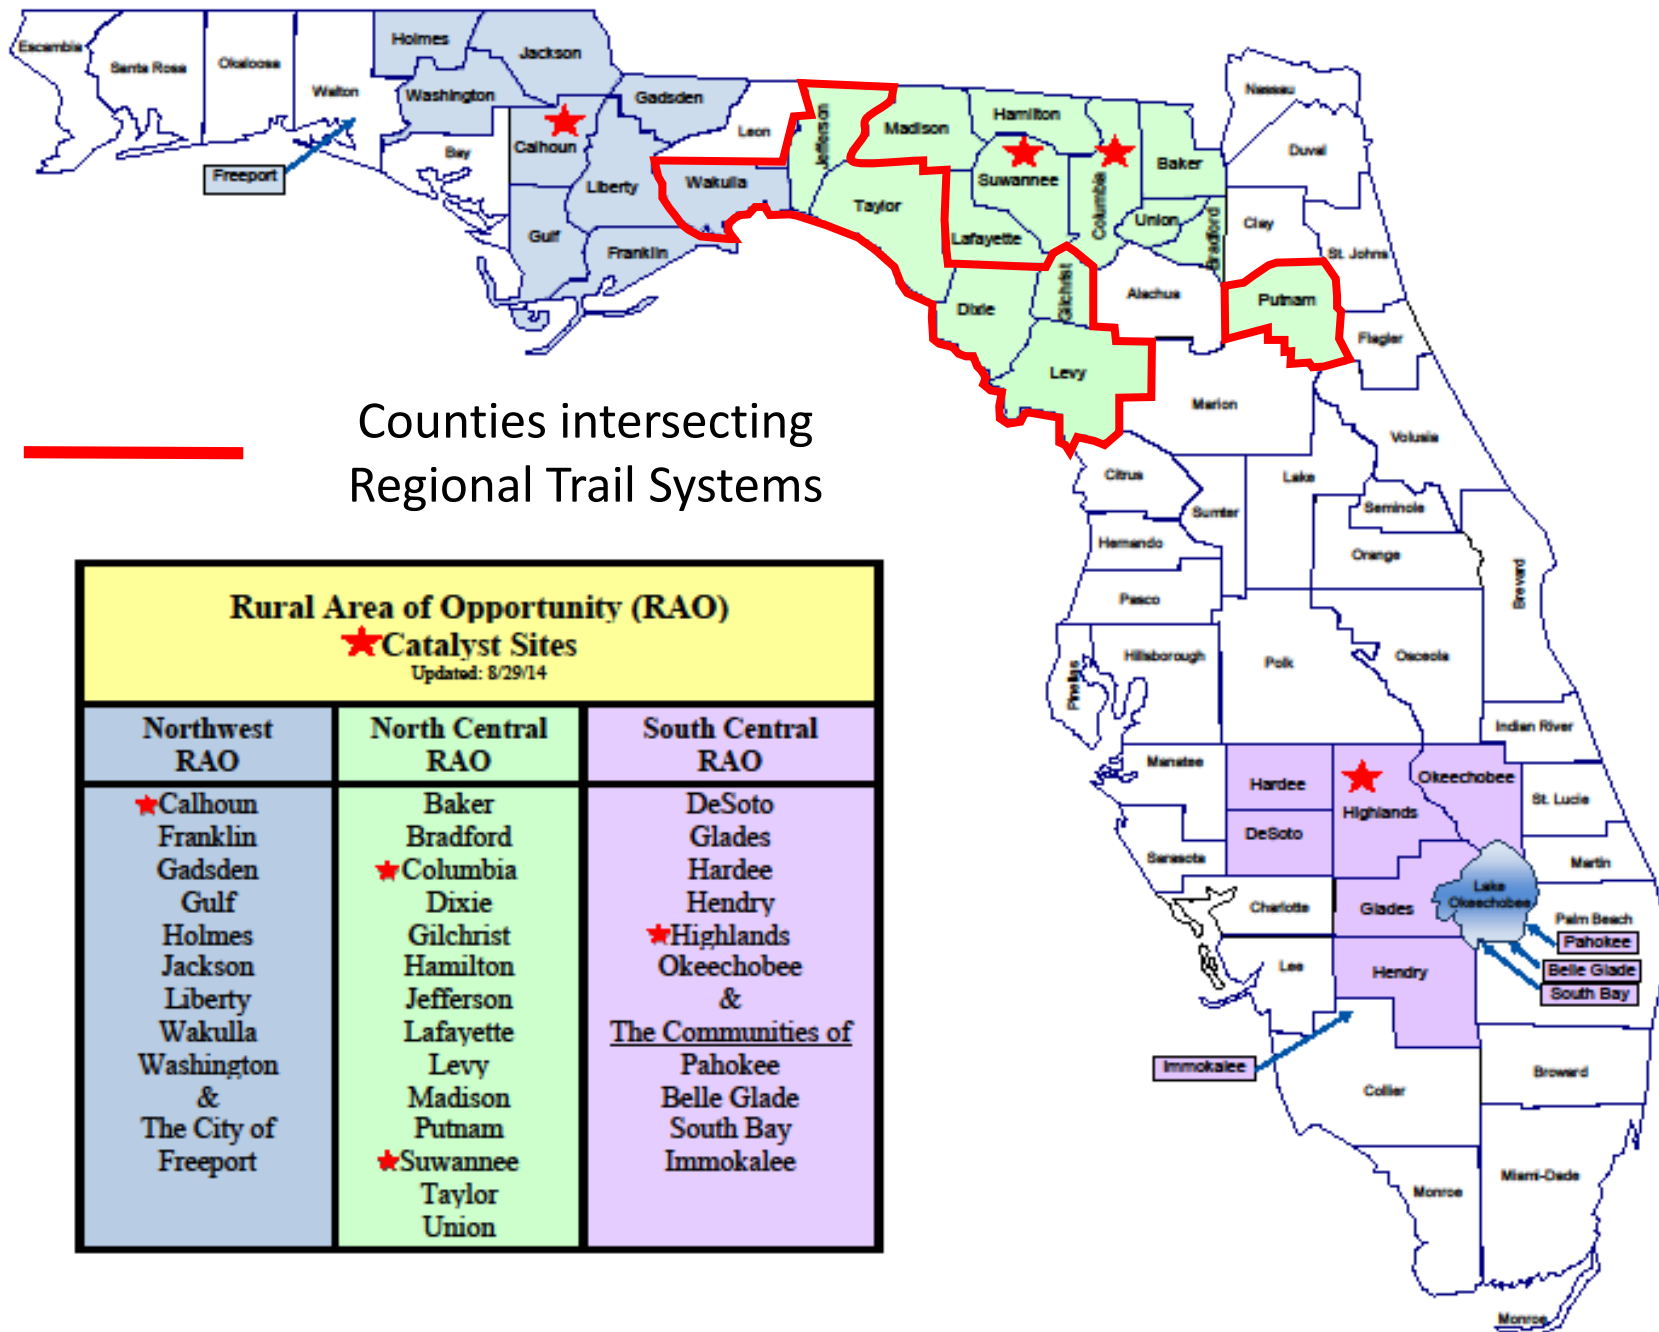 Escambia
Santa Rosa
Okaloosa
Walton
Holmes
Jackson
Washington
Gadsden
Leon
Bay
Calhoun
Liberty
Gulf
Franklin
Wakulla
Freeport
Jefferson
Madison
Hamilton
Taylor
Suwannee
Columbia
Baker
Lafayette
Union
Bradford
Dixie
Gilchrist
Levy
Alachua
Putnam
Nassau
Duval
Clay
St. Johns
Flagler
Marion
Volusia
Citrus
Lake
Sumter
Seminole
Hernando
Orange
Pasco
Brevard
Pinellas
Hillsborough
Polk
Osceola
Indian River
Manatee
Hardee
Okeechobee
Highlands
St. Lucie
DeSoto
Sarasota
Martin
Charlotte
Glades
Lake
Okeechobee
Palm Beach
Pahokee
Belle Glade
South Bay
Lee
Hendry
Immokalee
Collier
Broward
Miami-Dade
Monroe
Monroe
Counties intersecting
Regional Trail Systems
Rural Area of Opportunity (RAO)
Catalyst Sites
Updated: 8/29/14
Northwest
RAO
Calhoun
Franklin
Gadsden
Gulf
Holmes
Jackson
Liberty
Wakulla
Washington
&
The City of
Freeport
North Central
RAO
Baker
Bradford
Columbia
Dixie
Gilchrist
Hamilton
Jefferson
Lafayette
Levy
Madison
Putnam
Suwannee
Taylor
Union
South Central
RAO
DeSoto
Glades
Hardee
Hendry
Highlands
Okeechobee
&
The Communities of
Pahokee
Belle Glade
South Bay
Immokalee